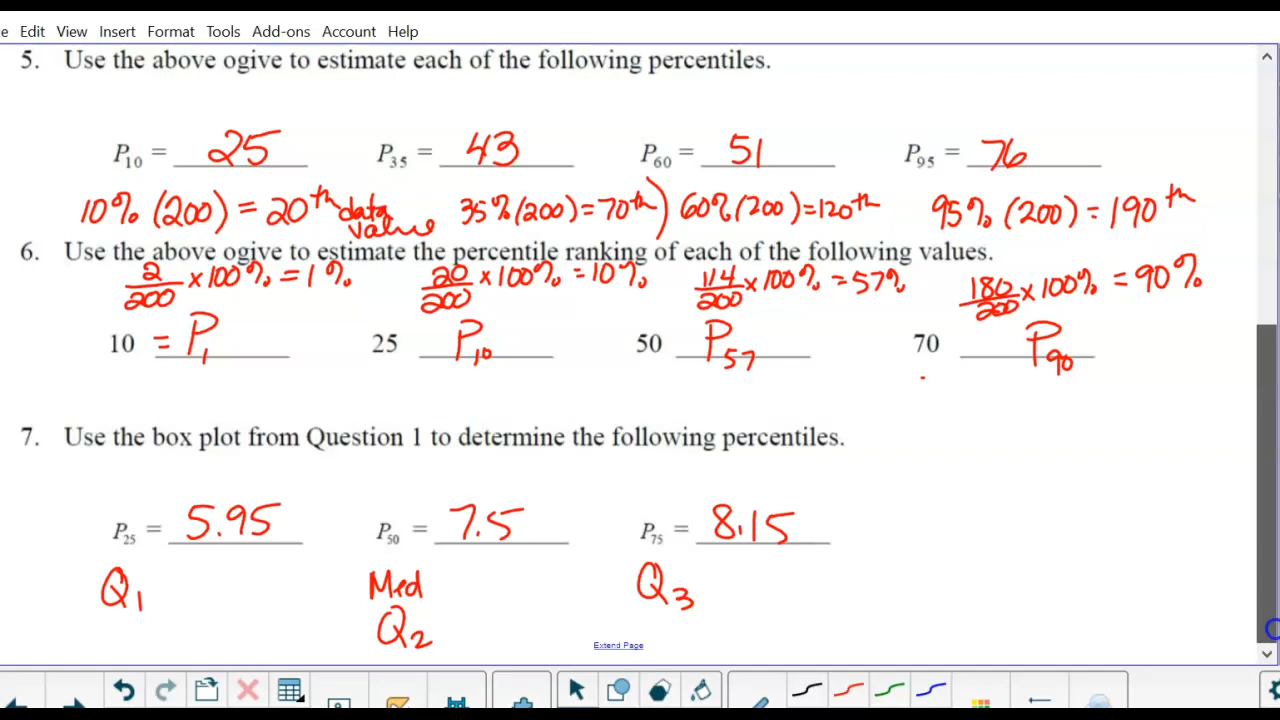 e Edit View Insert Format Tools Add-ons Account Help
5. Use the above ogive to estimate each of the following percentiles.
P10 = 25 P35 = 43 P60 = 51 P95 = 76
10% (200) = 20th data value 35% (200) = 70th) 60% (200) = 120th 95% (200) = 190th
6. Use the above ogive to estimate the percentile ranking of each of the following values.
2/200 × 100% = 1% 20/200 × 100% = 10% 114/200 × 100% = 57% 180/200 × 100% = 90%
10 = P1 25 P10 50 P57 70 P90
7. Use the box plot from Question 1 to determine the following percentiles.
P25 = 5.95 P50 = 7.5 P75 = 8.15
Q1 Med Q3
Q2
Extend Page